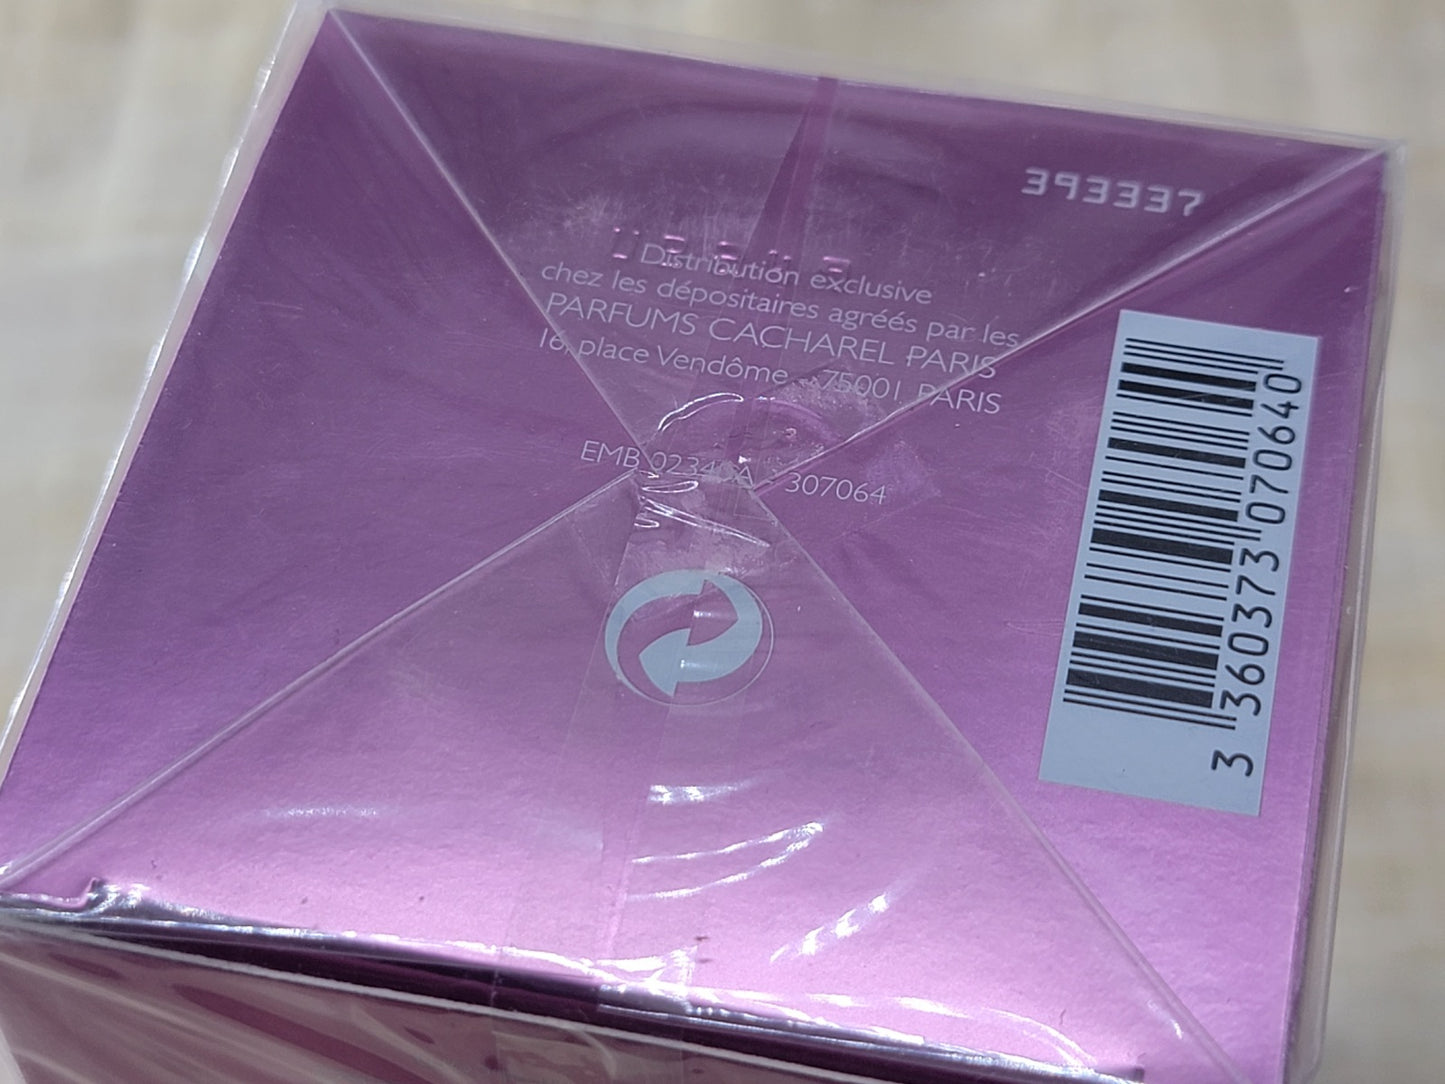 393337
Distribution exclusive
chez les dépositaires agréés par les
PARFUMS CACHAREL PARIS
16, place Vendôme - 75001 PARIS
EMB - 307064
3 360373 070640